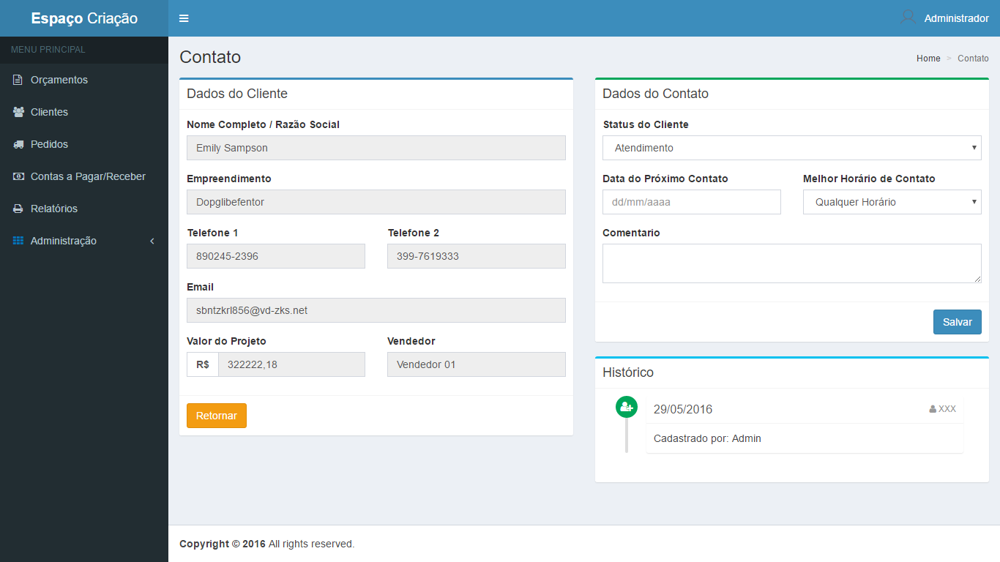 Espaço Criação
Administrador
MENU PRINCIPAL
Orçamentos
Clientes
Pedidos
Contas a Pagar/Receber
Relatórios
Administração
Contato
Home > Contato
Dados do Cliente
Nome Completo / Razão Social
Emily Sampson
Empreendimento
Dopglibefentor
Telefone 1 Telefone 2
890245-2396 399-7619333
Email
sbntzkrl856@vd-zks.net
Valor do Projeto Vendedor
R$ 322222,18 Vendedor 01
Retornar
Dados do Contato
Status do Cliente
Atendimento
Data do Próximo Contato Melhor Horário de Contato
dd/mm/aaaa Qualquer Horário
Comentario
Salvar
Histórico
29/05/2016 XXX
Cadastrado por: Admin
Copyright © 2016 All rights reserved.